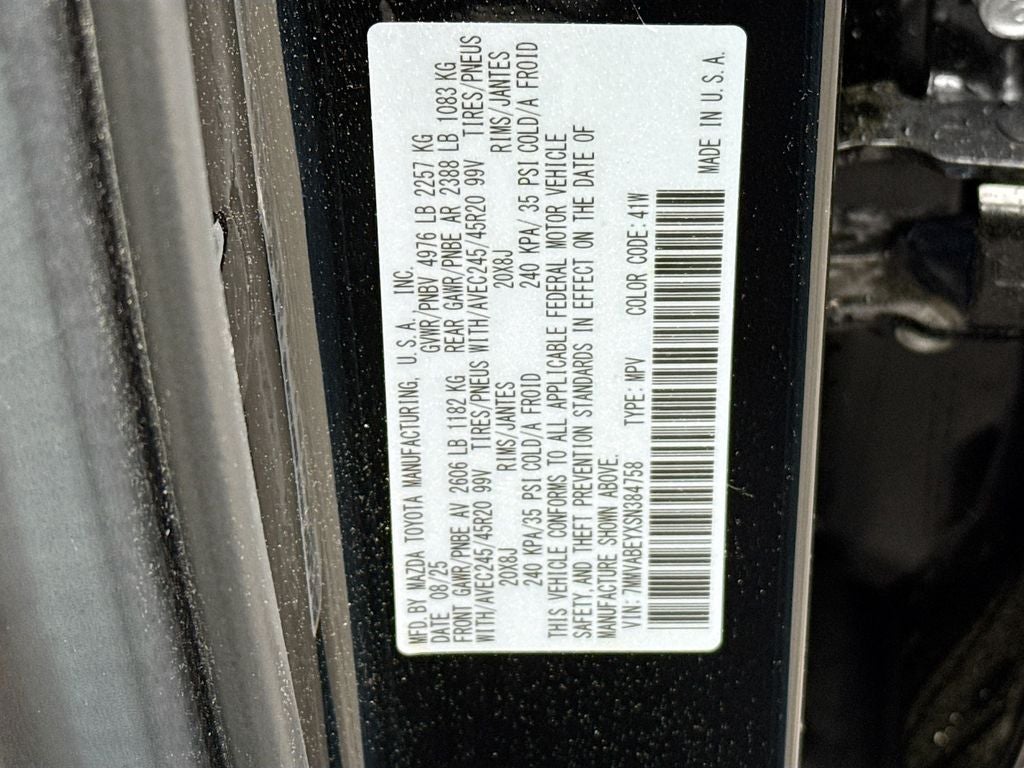 MFD. BY MAZDA TOYOTA MANUFACTURING, U.S.A., INC.
DATE 08/25 GVWR/PNBV 4976 LB 2257 KG
FRONT GAWR/PNBE AV 2606 LB 1182 KG REAR GAWR/PNBE AR 2388 LB 1083 KG
WITH/AVEC245/45R20 99V TIRES/PNEUS WITH/AVEC245/45R20 99V TIRES/PNEUS
20X8J RIMS/JANTES 20X8J RIMS/JANTES
240 KPA/35 PSI COLD/A FROID 240 KPA/35 PSI COLD/A FROID
THIS VEHICLE CONFORMS TO ALL APPLICABLE FEDERAL MOTOR VEHICLE
SAFETY, AND THEFT PREVENTION STANDARDS IN EFFECT ON THE DATE OF
MANUFACTURE SHOWN ABOVE.
VIN: 7MMVABEYXSN384758 TYPE: MPV COLOR CODE: 41W
MADE IN U.S.A.